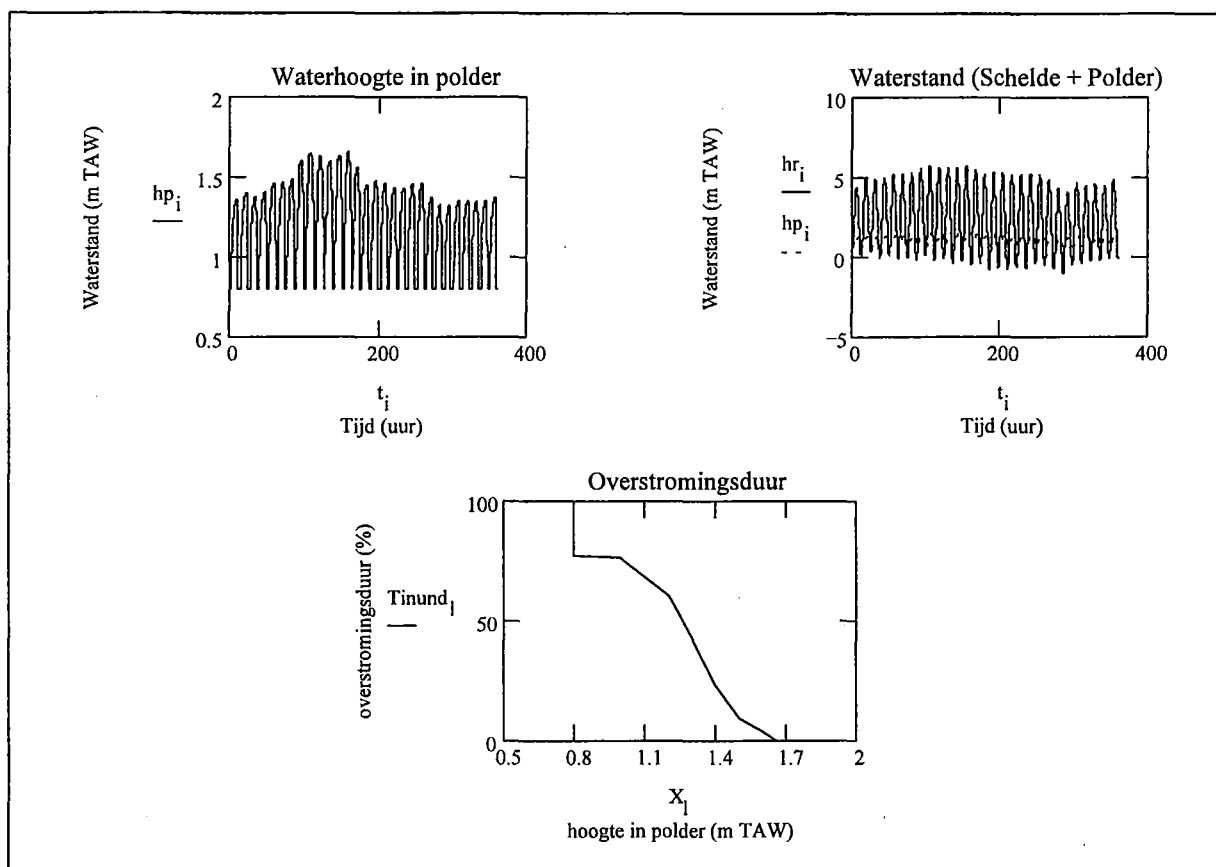 Waterhoogte in polder
Waterstand (m TAW)
hp_i
2
1.5
1
0.5
0
200
400
t_i
Tijd (uur)
Waterstand (Schelde + Polder)
Waterstand (m TAW)
hr_i
hp_i
10
5
0
−5
0
200
400
t_i
Tijd (uur)
Overstromingsduur
overstromingsduur (%)
Tinund_l
100
50
0
0.5
0.8
1.1
1.4
1.7
2
X_l
hoogte in polder (m TAW)